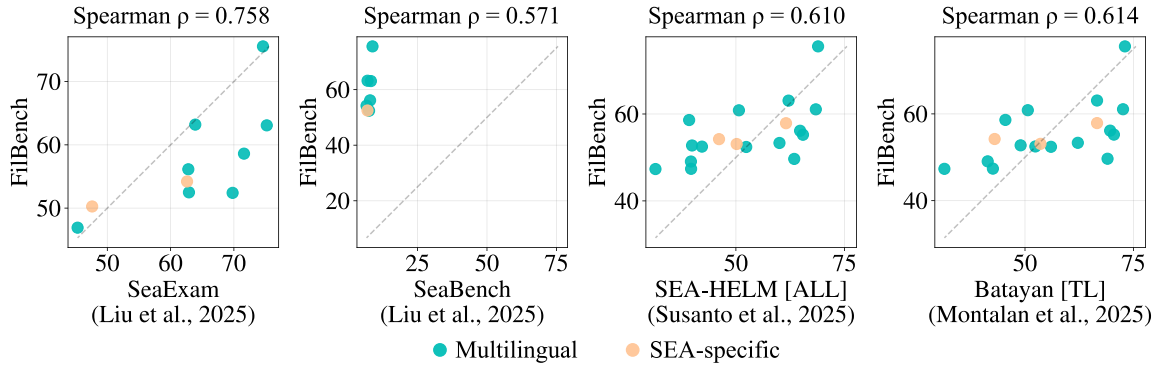 Spearman ρ = 0.758
Spearman ρ = 0.571
Spearman ρ = 0.610
Spearman ρ = 0.614
FilBench
70
60
50
50
60
70
SeaExam
(Liu et al., 2025)
FilBench
60
40
20
25
50
75
SeaBench
(Liu et al., 2025)
FilBench
60
40
50
75
SEA-HELM [ALL]
(Susanto et al., 2025)
FilBench
60
40
50
75
Batayan [TL]
(Montalan et al., 2025)
Multilingual
SEA-specific